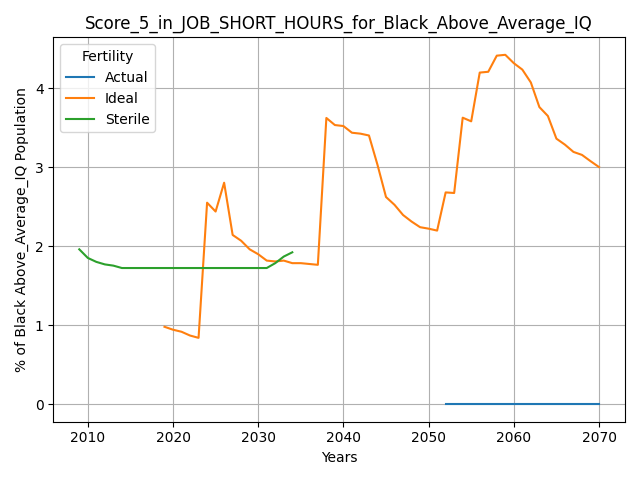 Score_5_in_JOB_SHORT_HOURS_for_Black_Above_Average_IQ
Fertility
Actual
Ideal
Sterile
% of Black Above_Average_IQ Population
4
3
2
1
0
2010 2020 2030 2040 2050 2060 2070
Years